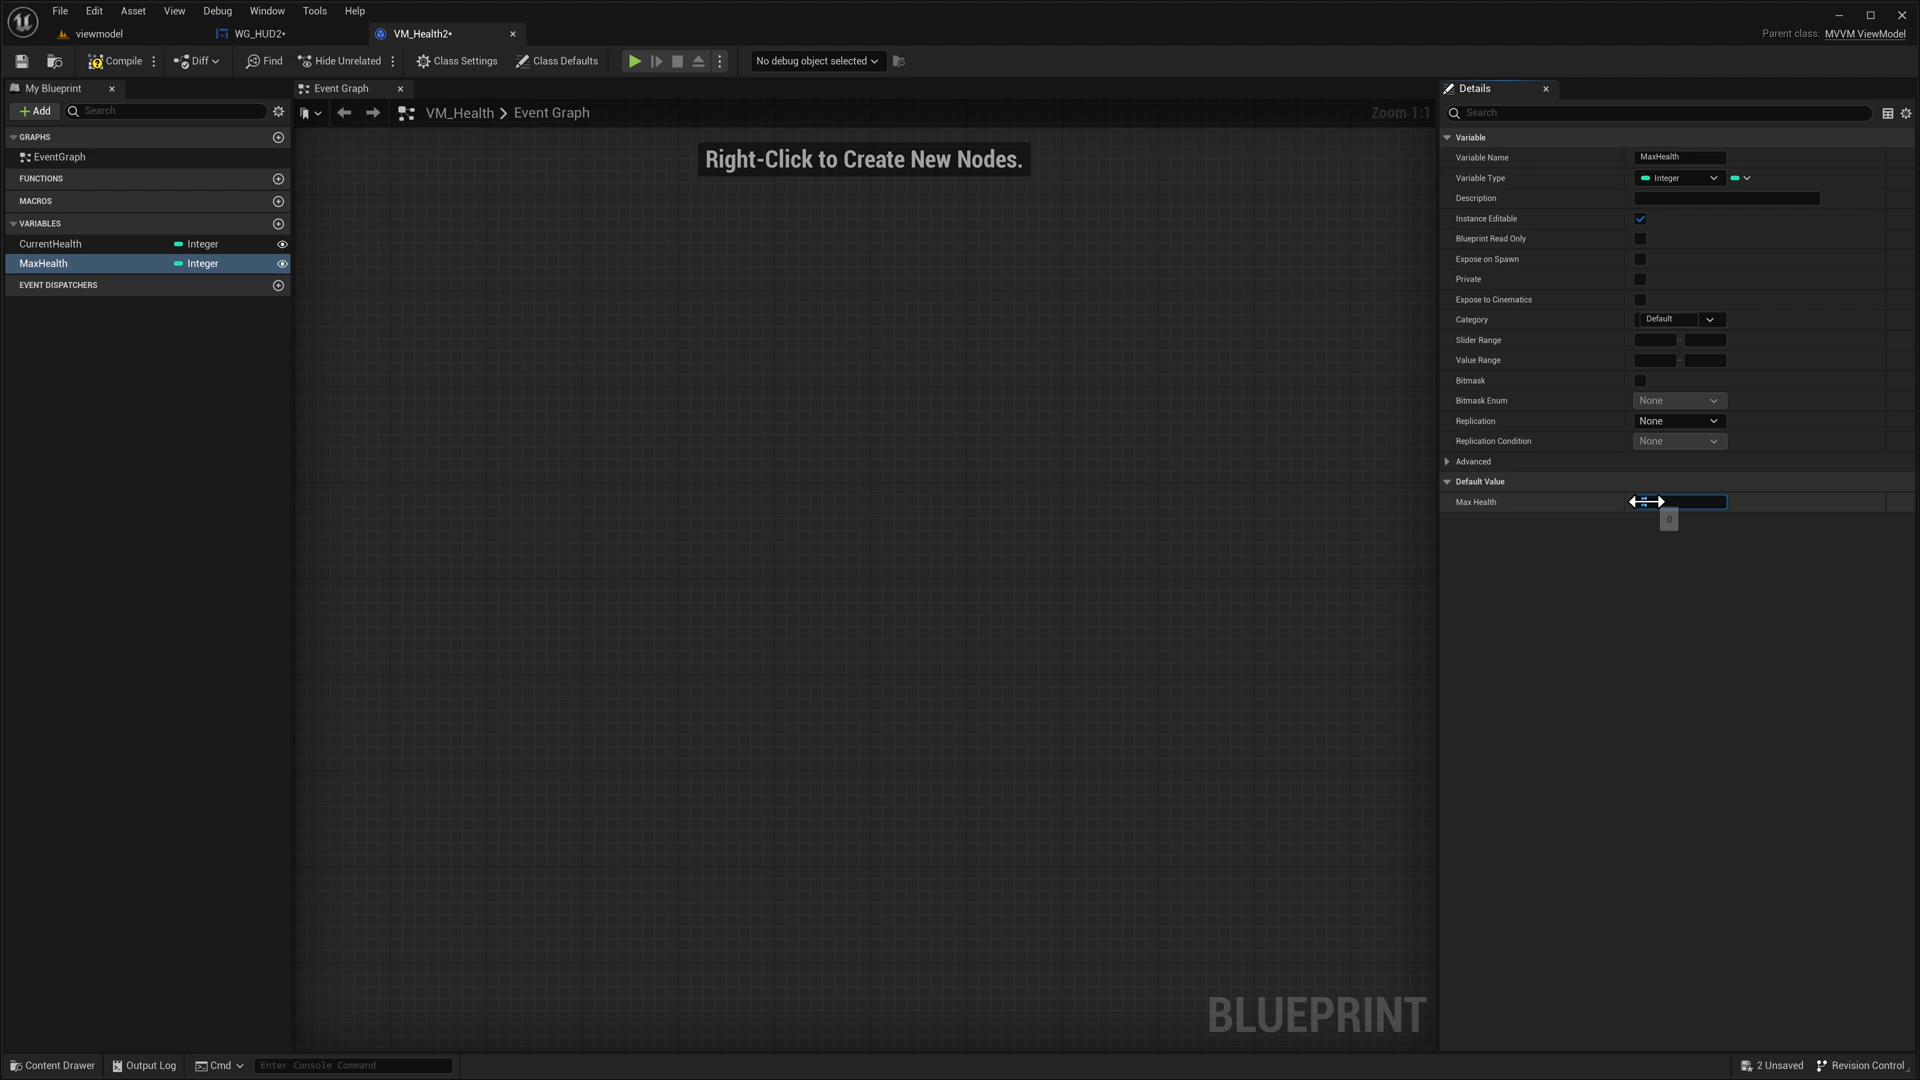 File Edit Asset View Debug Window Tools Help
viewmodel WG_HUD2* VM_Health2*
Parent class: MVVM ViewModel
Compile Diff Find Hide Unrelated Class Settings Class Defaults No debug object selected
My Blueprint Event Graph Details
Add Search VM_Health Event Graph Zoom 1:1 Search
Right-Click to Create New Nodes.
GRAPHS
EventGraph
FUNCTIONS
MACROS
VARIABLES
CurrentHealth Integer
MaxHealth Integer
EVENT DISPATCHERS
Variable
Variable Name MaxHealth
Variable Type Integer
Description
Instance Editable
Blueprint Read Only
Expose on Spawn
Private
Expose to Cinematics
Category Default
Slider Range
Value Range
Bitmask
Bitmask Enum None
Replication None
Replication Condition None
Advanced
Default Value
Max Health
0
BLUEPRINT
Content Drawer Output Log Cmd Enter Console Command 2 Unsaved Revision Control